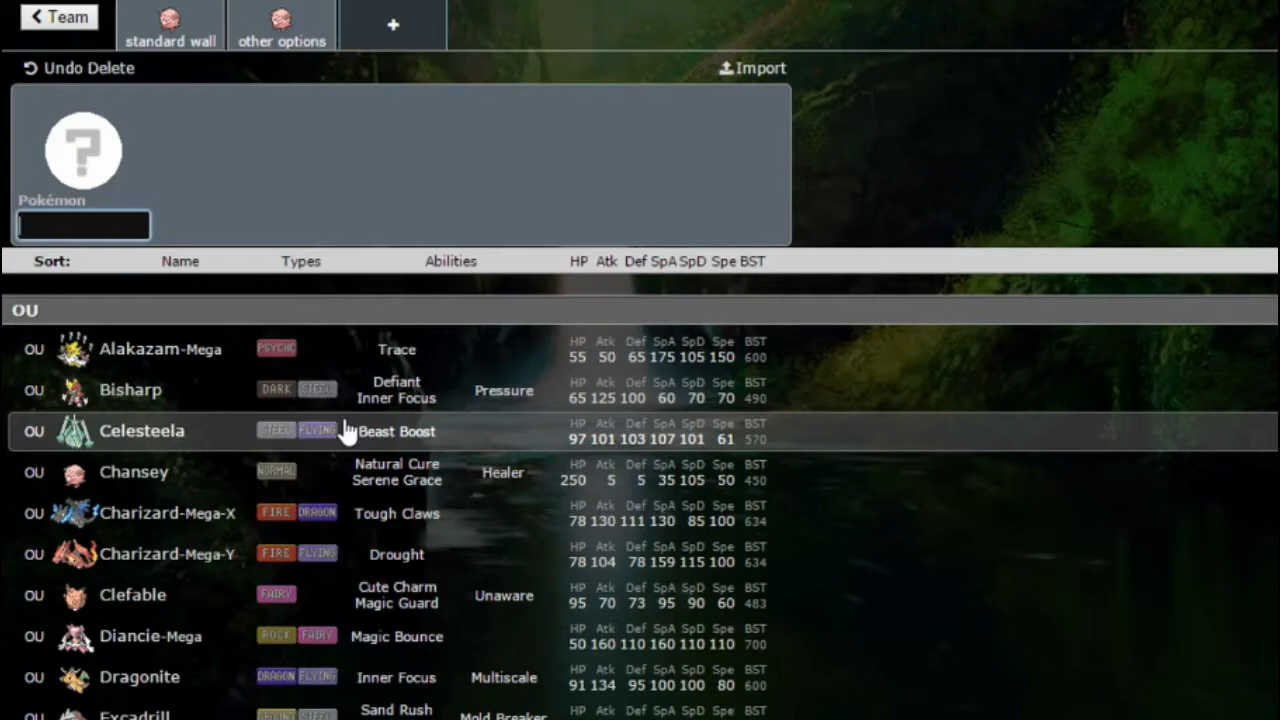 Team
standard wall
other options
+
Undo Delete
Import
?
Pokémon
Sort: Name Types Abilities HP Atk Def SpA SpD Spe BST
OU
OU Alakazam-Mega PSYCHC Trace HP 55 Atk 50 Def 65 SpA 175 SpD 105 Spe 150 BST 600
OU Bisharp DARK STEEL Defiant Inner Focus Pressure HP 65 Atk 125 Def 100 SpA 60 SpD 70 Spe 70 BST 490
OU Celesteela STEEL FLYING Beast Boost HP 97 Atk 101 Def 103 SpA 107 SpD 101 Spe 61 BST 570
OU Chansey NORMAL Natural Cure Serene Grace Healer HP 250 Atk 5 Def 5 SpA 35 SpD 105 Spe 50 BST 450
OU Charizard-Mega-X FIRE DRAGON Tough Claws HP 78 Atk 130 Def 111 SpA 130 SpD 85 Spe 100 BST 634
OU Charizard-Mega-Y FIRE FLYING Drought HP 78 Atk 104 Def 78 SpA 159 SpD 115 Spe 100 BST 634
OU Clefable FAIRY Cute Charm Magic Guard Unaware HP 95 Atk 70 Def 73 SpA 95 SpD 90 Spe 60 BST 483
OU Diancie-Mega ROCK FAIRY Magic Bounce HP 50 Atk 160 Def 110 SpA 160 SpD 110 Spe 110 BST 700
OU Dragonite DRAGON FLYING Inner Focus Multiscale HP 91 Atk 134 Def 95 SpA 100 SpD 100 Spe 80 BST 600
OU Excadrill GROUND STEEL Sand Rush Mold Breaker HP Atk Def SpA SpD Spe BST